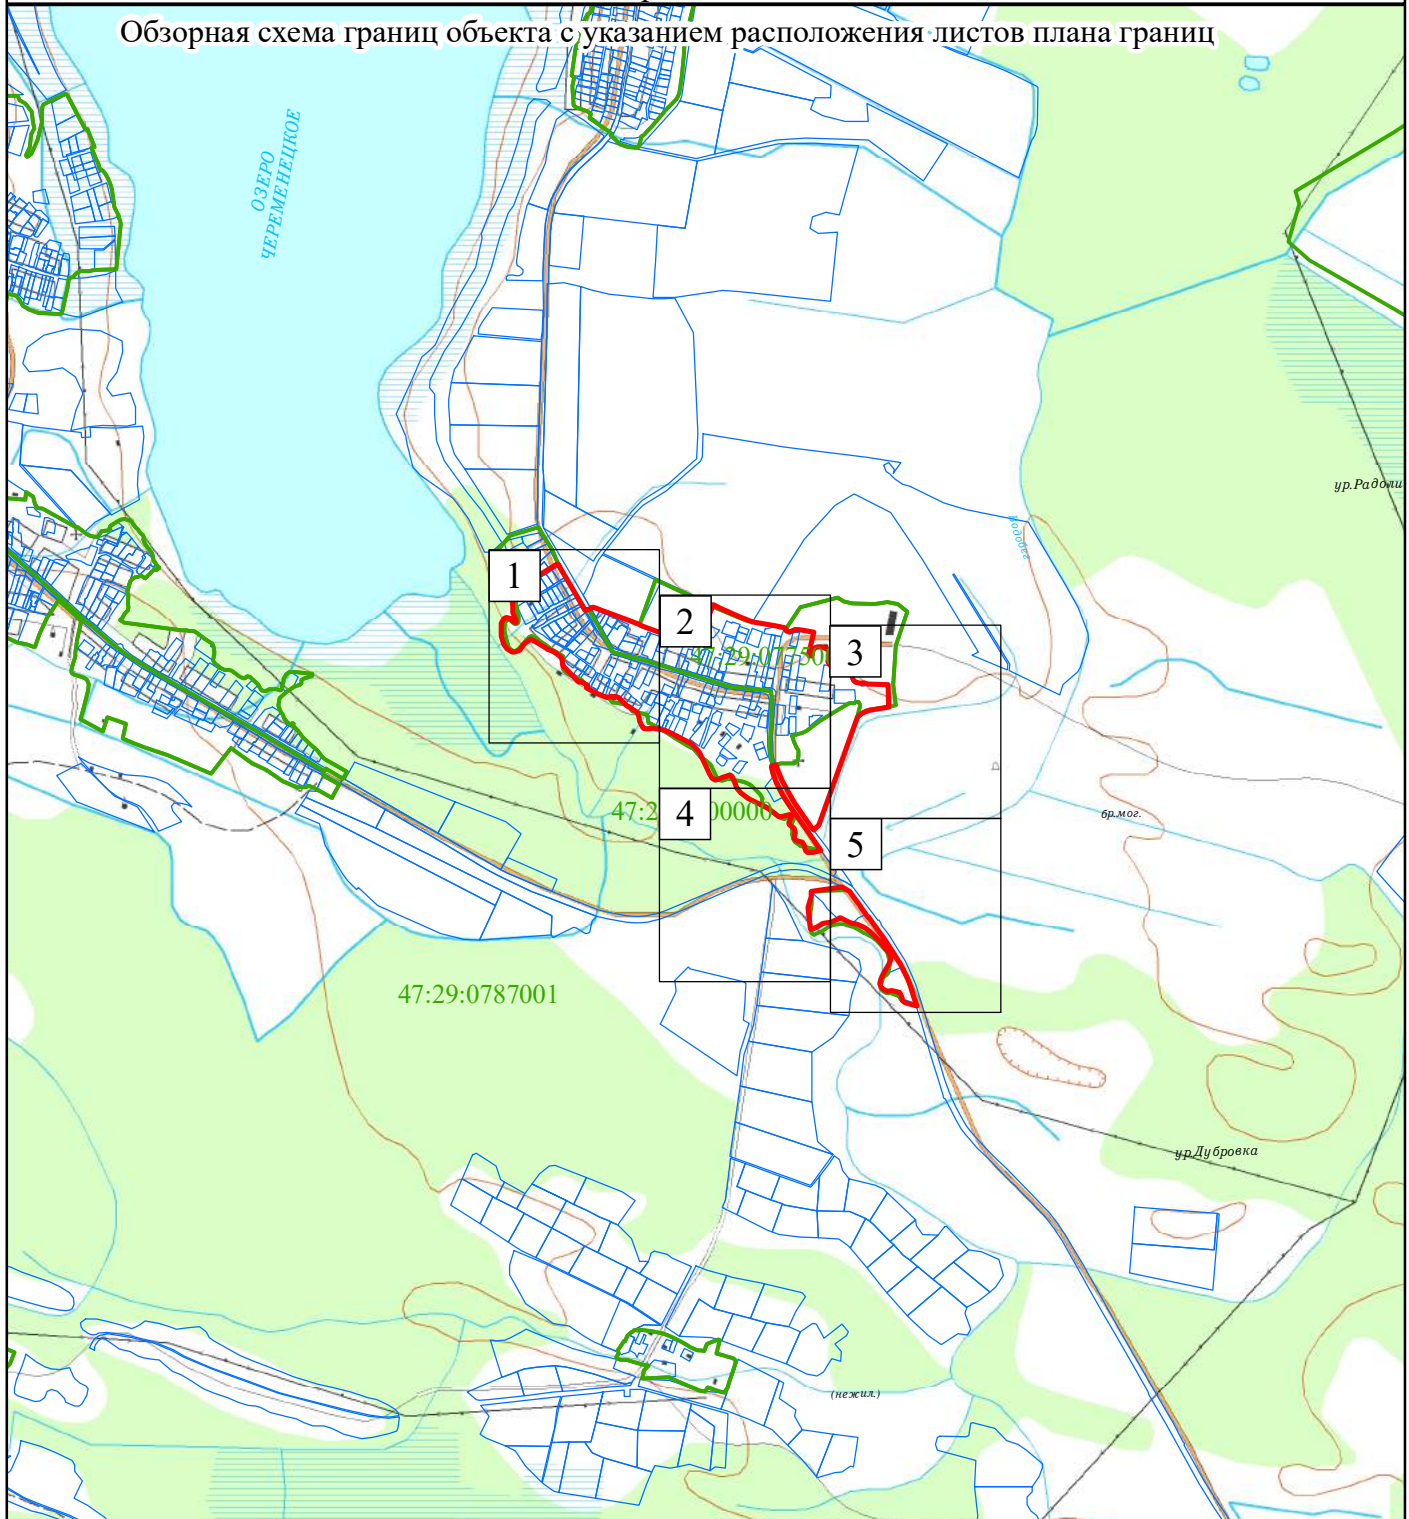 Обзорная схема границ объекта с указанием расположения листов плана границ
ОЗЕРО
ЧЕРЕМЕНЕЦКОЕ
ур.Радоли
1
2
3
47:29:0787001
4
5
бр.мог.
ур.Дубровка
(нежил.)